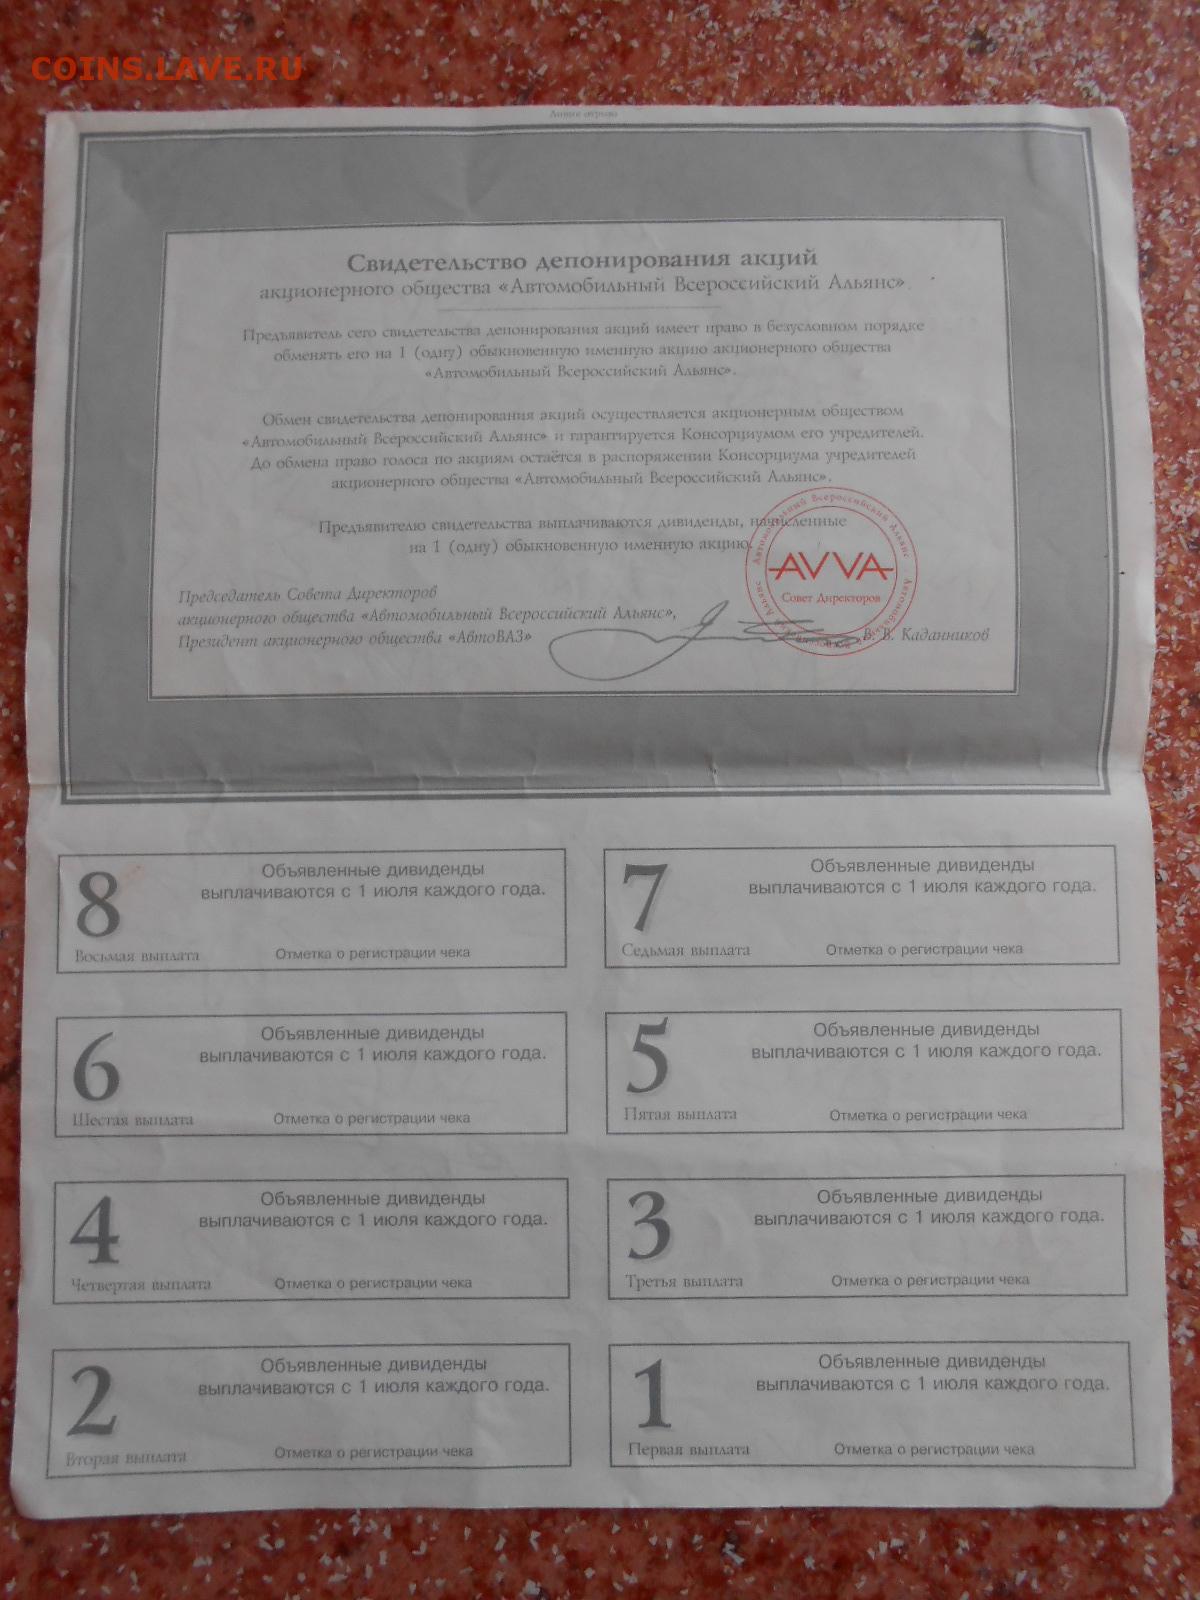 COINS.LAVE.RU
Линия отрыва
Свидетельство депонирования акций
акционерного общества «Автомобильный Всероссийский Альянс».
Предъявитель сего свидетельства депонирования акций имеет право в безусловном порядке
обменять его на 1 (одну) обыкновенную именную акцию акционерного общества
«Автомобильный Всероссийский Альянс».
Обмен свидетельства депонирования акций осуществляется акционерным обществом
«Автомобильный Всероссийский Альянс» и гарантируется Консорциумом его учредителей.
До обмена право голоса по акциям остаётся в распоряжении Консорциума учредителей
акционерного общества «Автомобильный Всероссийский Альянс».
Предъявителю свидетельства выплачиваются дивиденды, начисленные
на 1 (одну) обыкновенную именную акцию.
Автомобильный Всероссийский Альянс
AVVA
Совет Директоров
Председатель Совета Директоров
акционерного общества «Автомобильный Всероссийский Альянс»,
Президент акционерного общества «АвтоВАЗ»
В. В. Каданников
8
Объявленные дивиденды
выплачиваются с 1 июля каждого года.
Восьмая выплата
Отметка о регистрации чека
7
Объявленные дивиденды
выплачиваются с 1 июля каждого года.
Седьмая выплата
Отметка о регистрации чека
6
Объявленные дивиденды
выплачиваются с 1 июля каждого года.
Шестая выплата
Отметка о регистрации чека
5
Объявленные дивиденды
выплачиваются с 1 июля каждого года.
Пятая выплата
Отметка о регистрации чека
4
Объявленные дивиденды
выплачиваются с 1 июля каждого года.
Четвертая выплата
Отметка о регистрации чека
3
Объявленные дивиденды
выплачиваются с 1 июля каждого года.
Третья выплата
Отметка о регистрации чека
2
Объявленные дивиденды
выплачиваются с 1 июля каждого года.
Вторая выплата
Отметка о регистрации чека
1
Объявленные дивиденды
выплачиваются с 1 июля каждого года.
Первая выплата
Отметка о регистрации чека